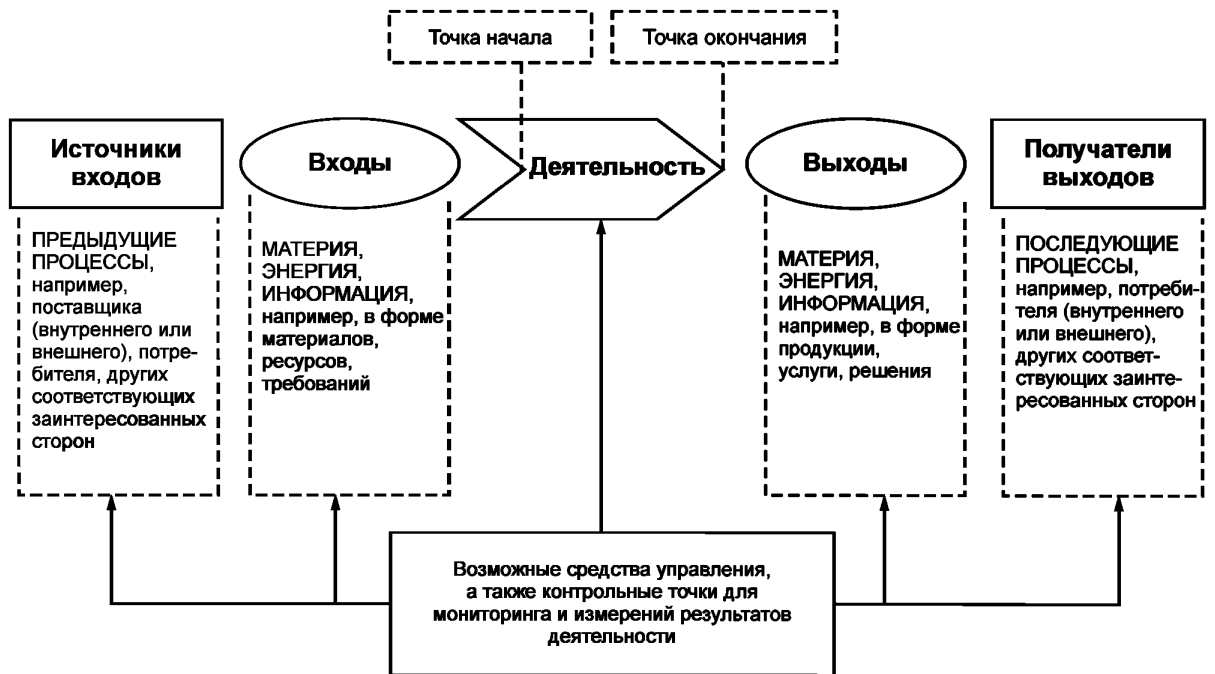 Точка начала
Точка окончания
Источники
входов
Входы
Деятельность
Выходы
Получатели
выходов
ПРЕДЫДУЩИЕ
ПРОЦЕССЫ,
например,
поставщика
(внутреннего или
внешнего), потре-
бителя, других
соответствующих
заинтересованных
сторон
МАТЕРИЯ,
ЭНЕРГИЯ,
ИНФОРМАЦИЯ,
например, в форме
материалов,
ресурсов,
требований
МАТЕРИЯ,
ЭНЕРГИЯ,
ИНФОРМАЦИЯ,
например, в форме
продукции,
услуги, решения
ПОСЛЕДУЮЩИЕ
ПРОЦЕССЫ,
например, потреби-
теля (внутреннего
или внешнего),
других соответ-
ствующих заинте-
ресованных сторон
Возможные средства управления,
а также контрольные точки для
мониторинга и измерений результатов
деятельности